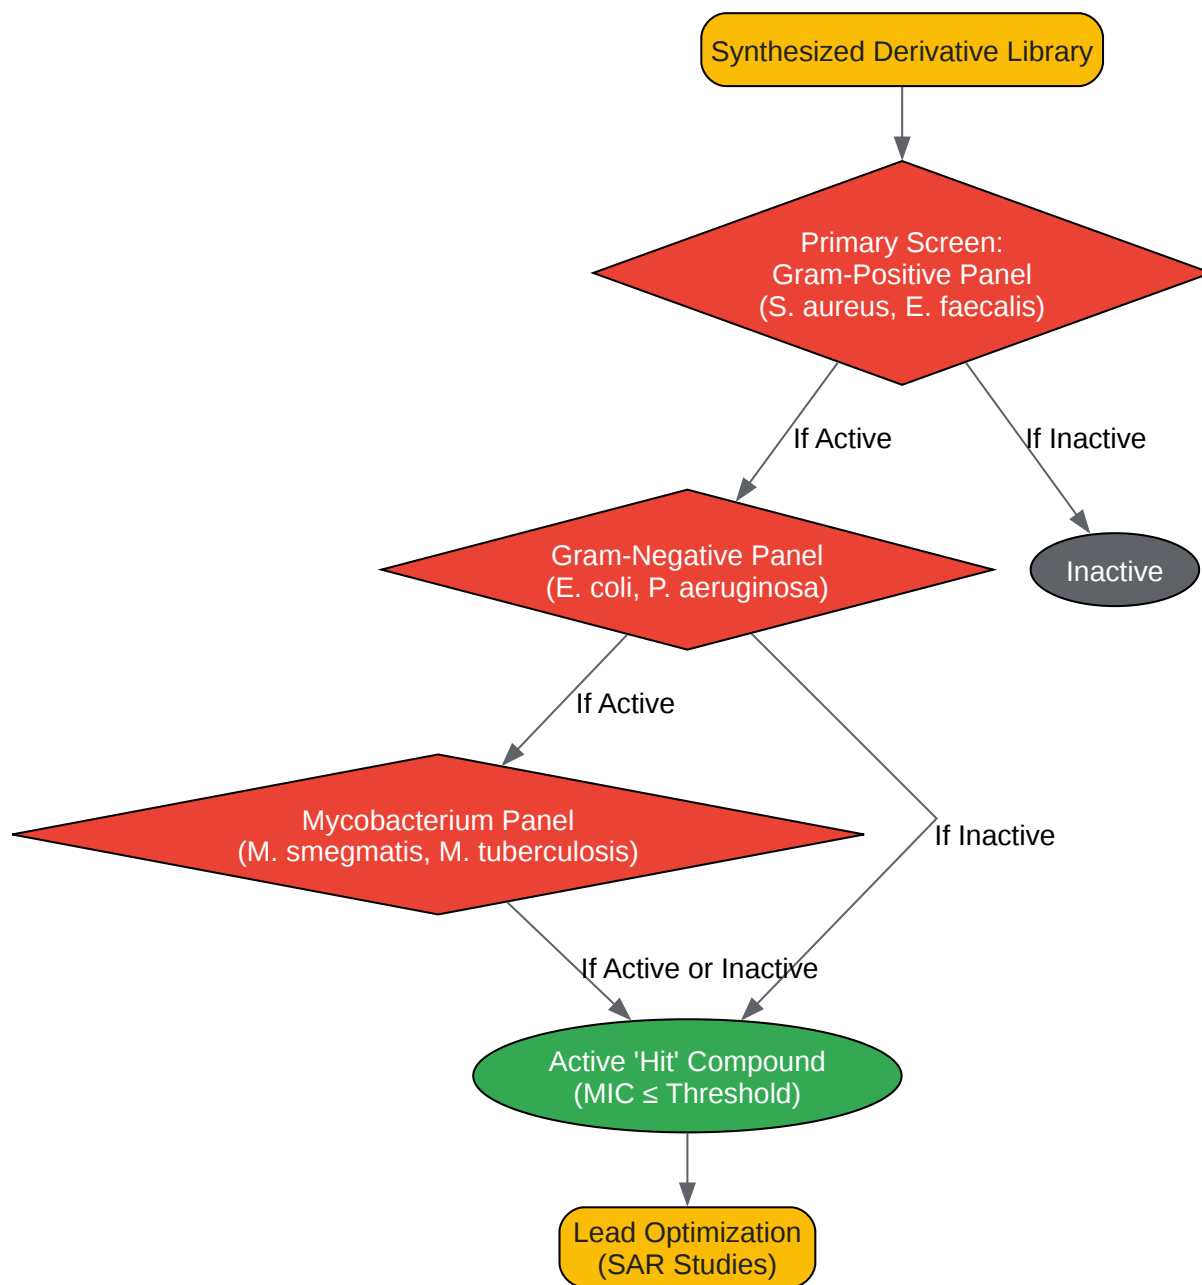 Synthesized Derivative Library
Primary Screen:
Gram-Positive Panel
(S. aureus, E. faecalis)
If Active
If Inactive
Gram-Negative Panel
(E. coli, P. aeruginosa)
Inactive
If Active
Mycobacterium Panel
(M. smegmatis, M. tuberculosis)
If Inactive
If Active or Inactive
Active 'Hit' Compound
(MIC ≤ Threshold)
Lead Optimization
(SAR Studies)